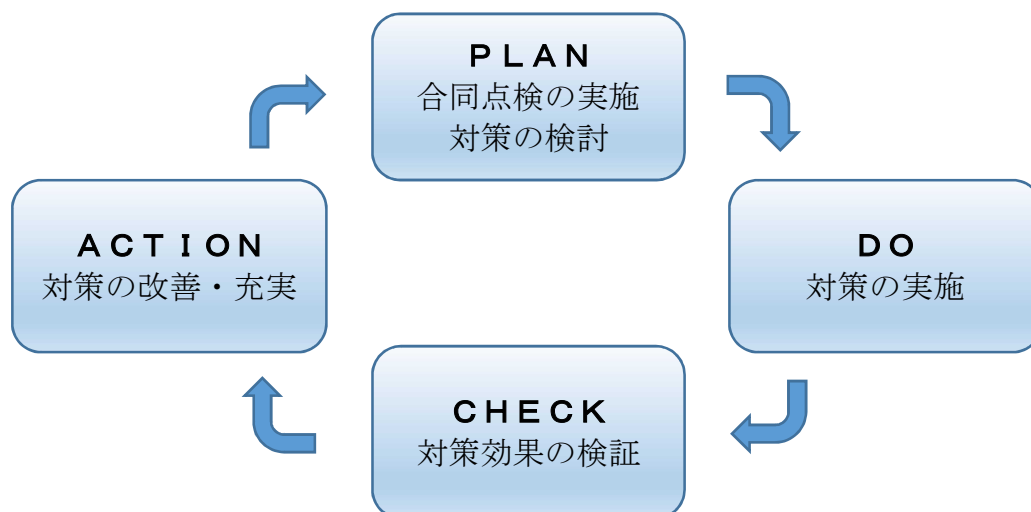 ＰＬＡＮ
合同点検の実施
対策の検討
ＡＣＴＩＯＮ
対策の改善・充実
ＤＯ
対策の実施
ＣＨＥＣＫ
対策効果の検証